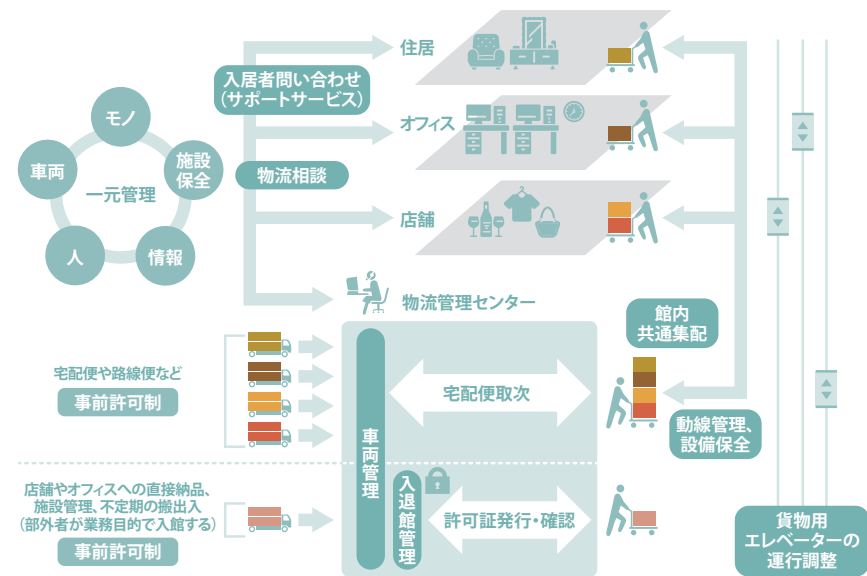 住居
入居者問い合わせ
（サポートサービス）
オフィス
モノ
車両
施設
保全
一元管理
物流相談
人
情報
店舗
物流管理センター
館内
共通集配
宅配便や路線便など
事前許可制
宅配便取次
動線管理、
設備保全
車両管理
入退館管理
店舗やオフィスへの直接納品、
施設管理、不定期の搬出入
（部外者が業務目的で入館する）
事前許可制
許可証発行・確認
貨物用
エレベーターの
運行調整